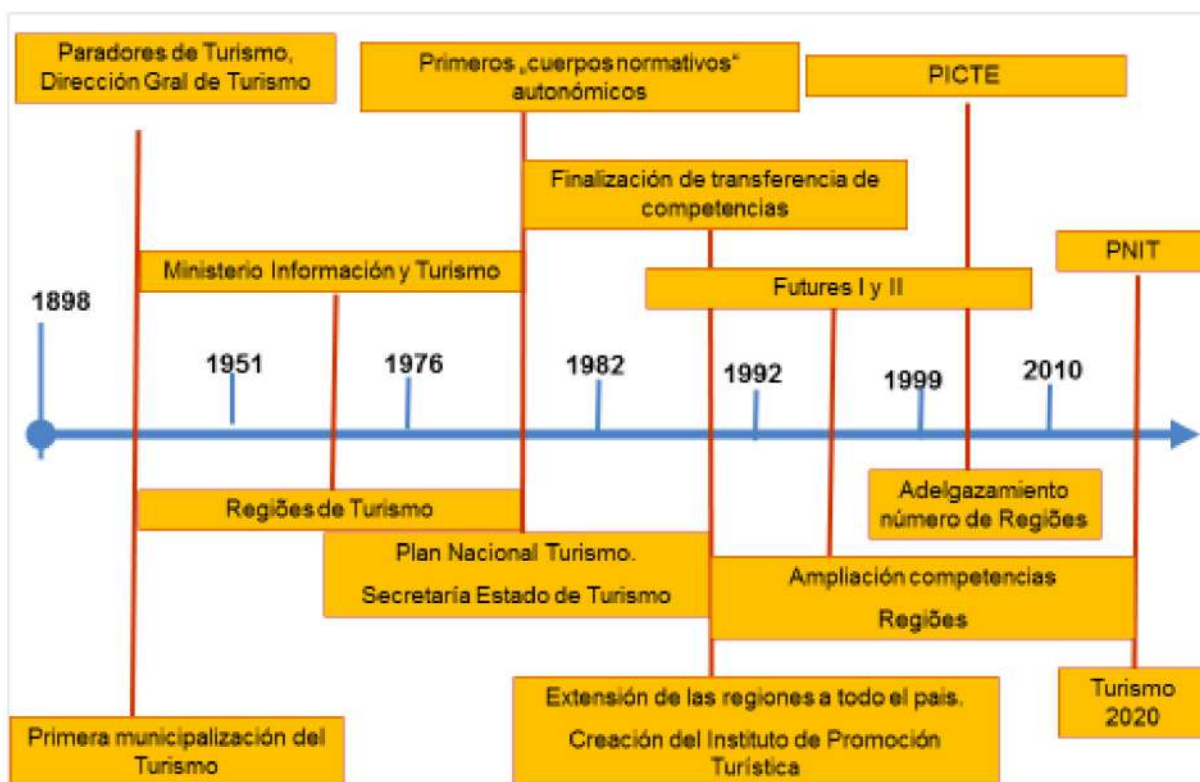 Paradores de Turismo,
Dirección Gral de Turismo
Primeros „cuerpos normativos“
autonómicos
PICTE
Finalización de transferencia de
competencias
Ministerio Información y Turismo
Futures I y II
PNIT
1898
1951
1976
1982
1992
1999
2010
Regiões de Turismo
Adelgazamiento
número de Regiões
Plan Nacional Turismo.
Secretaría Estado de Turismo
Ampliación competencias
Regiões
Primera municipalización del
Turismo
Extensión de las regiones a todo el pais.
Creación del Instituto de Promoción
Turística
Turismo
2020